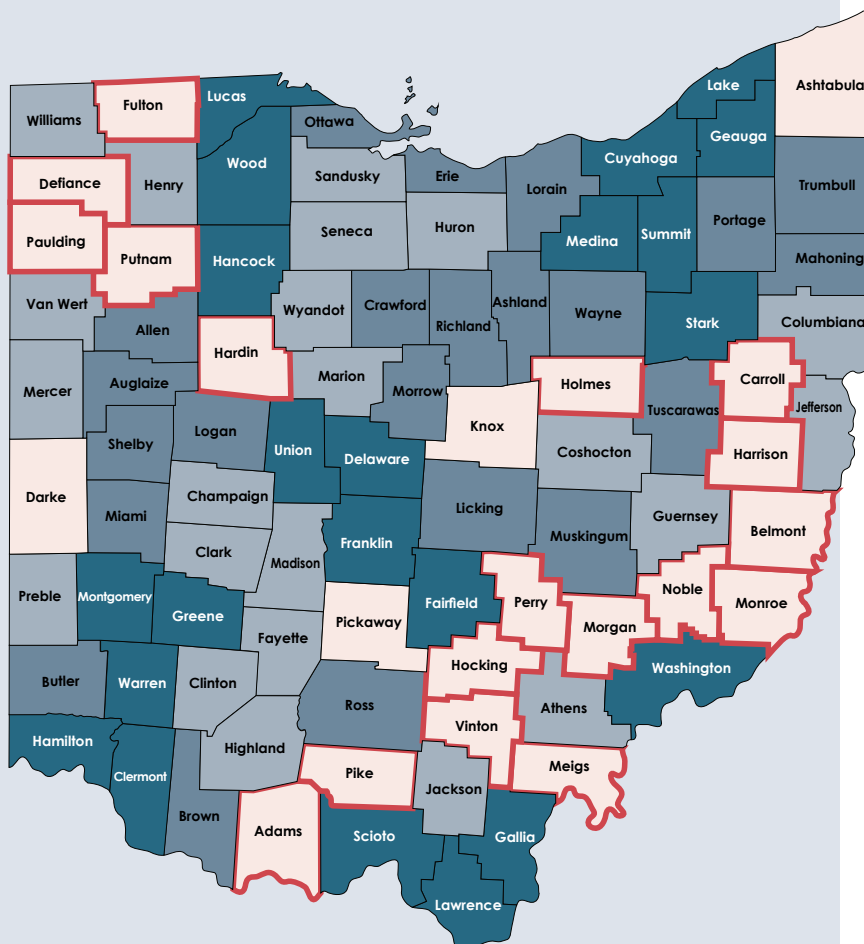 Williams
Fulton
Lucas
Ottawa
Lake
Ashtabula
Geauga
Cuyahoga
Wood
Henry
Defiance
Sandusky
Erie
Lorain
Trumbull
Portage
Summit
Medina
Huron
Seneca
Hancock
Putnam
Paulding
Mahoning
Van Wert
Allen
Wyandot
Crawford
Richland
Ashland
Wayne
Stark
Columbiana
Hardin
Marion
Morrow
Holmes
Carroll
Jefferson
Tuscarawas
Mercer
Auglaize
Knox
Shelby
Logan
Union
Delaware
Coshocton
Harrison
Darke
Champaign
Licking
Muskingum
Guernsey
Belmont
Miami
Clark
Madison
Franklin
Preble
Montgomery
Greene
Fayette
Pickaway
Fairfield
Perry
Morgan
Noble
Monroe
Butler
Warren
Clinton
Ross
Hocking
Athens
Washington
Hamilton
Clermont
Highland
Vinton
Meigs
Pike
Jackson
Brown
Adams
Scioto
Gallia
Lawrence